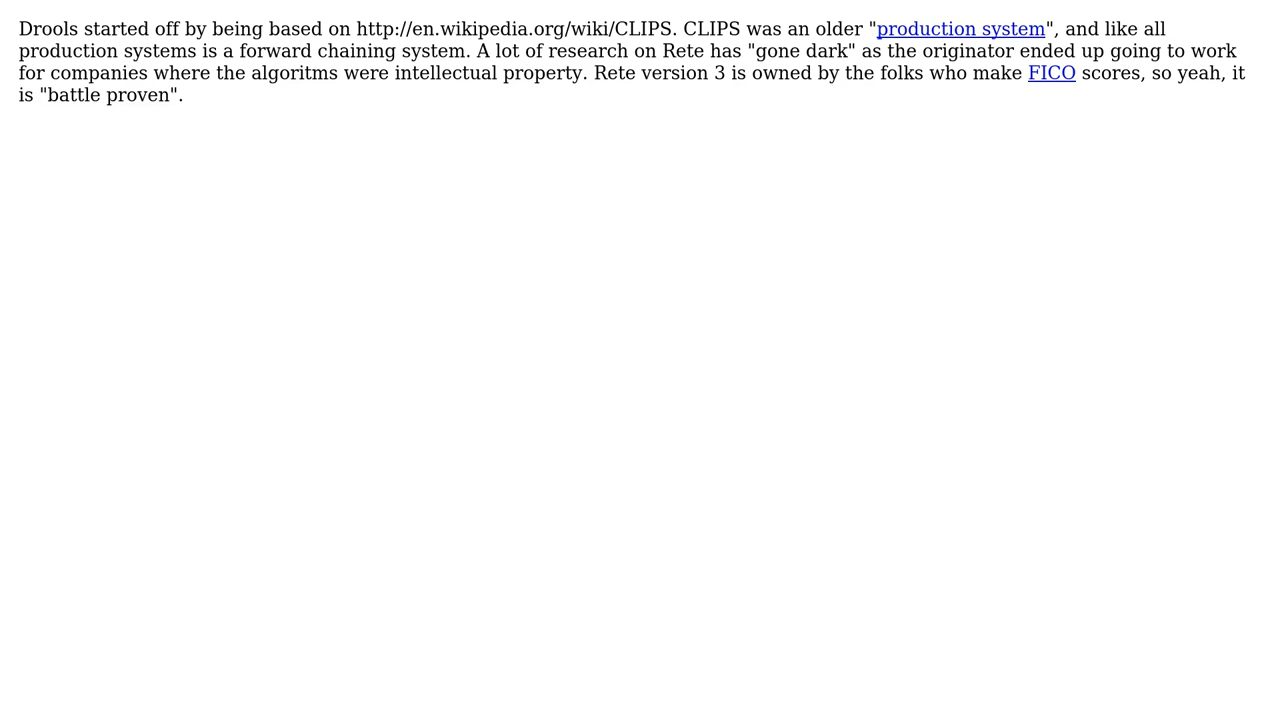 Drools started off by being based on http://en.wikipedia.org/wiki/CLIPS. CLIPS was an older "production system", and like all
production systems is a forward chaining system. A lot of research on Rete has "gone dark" as the originator ended up going to work
for companies where the algoritms were intellectual property. Rete version 3 is owned by the folks who make FICO scores, so yeah, it
is "battle proven".